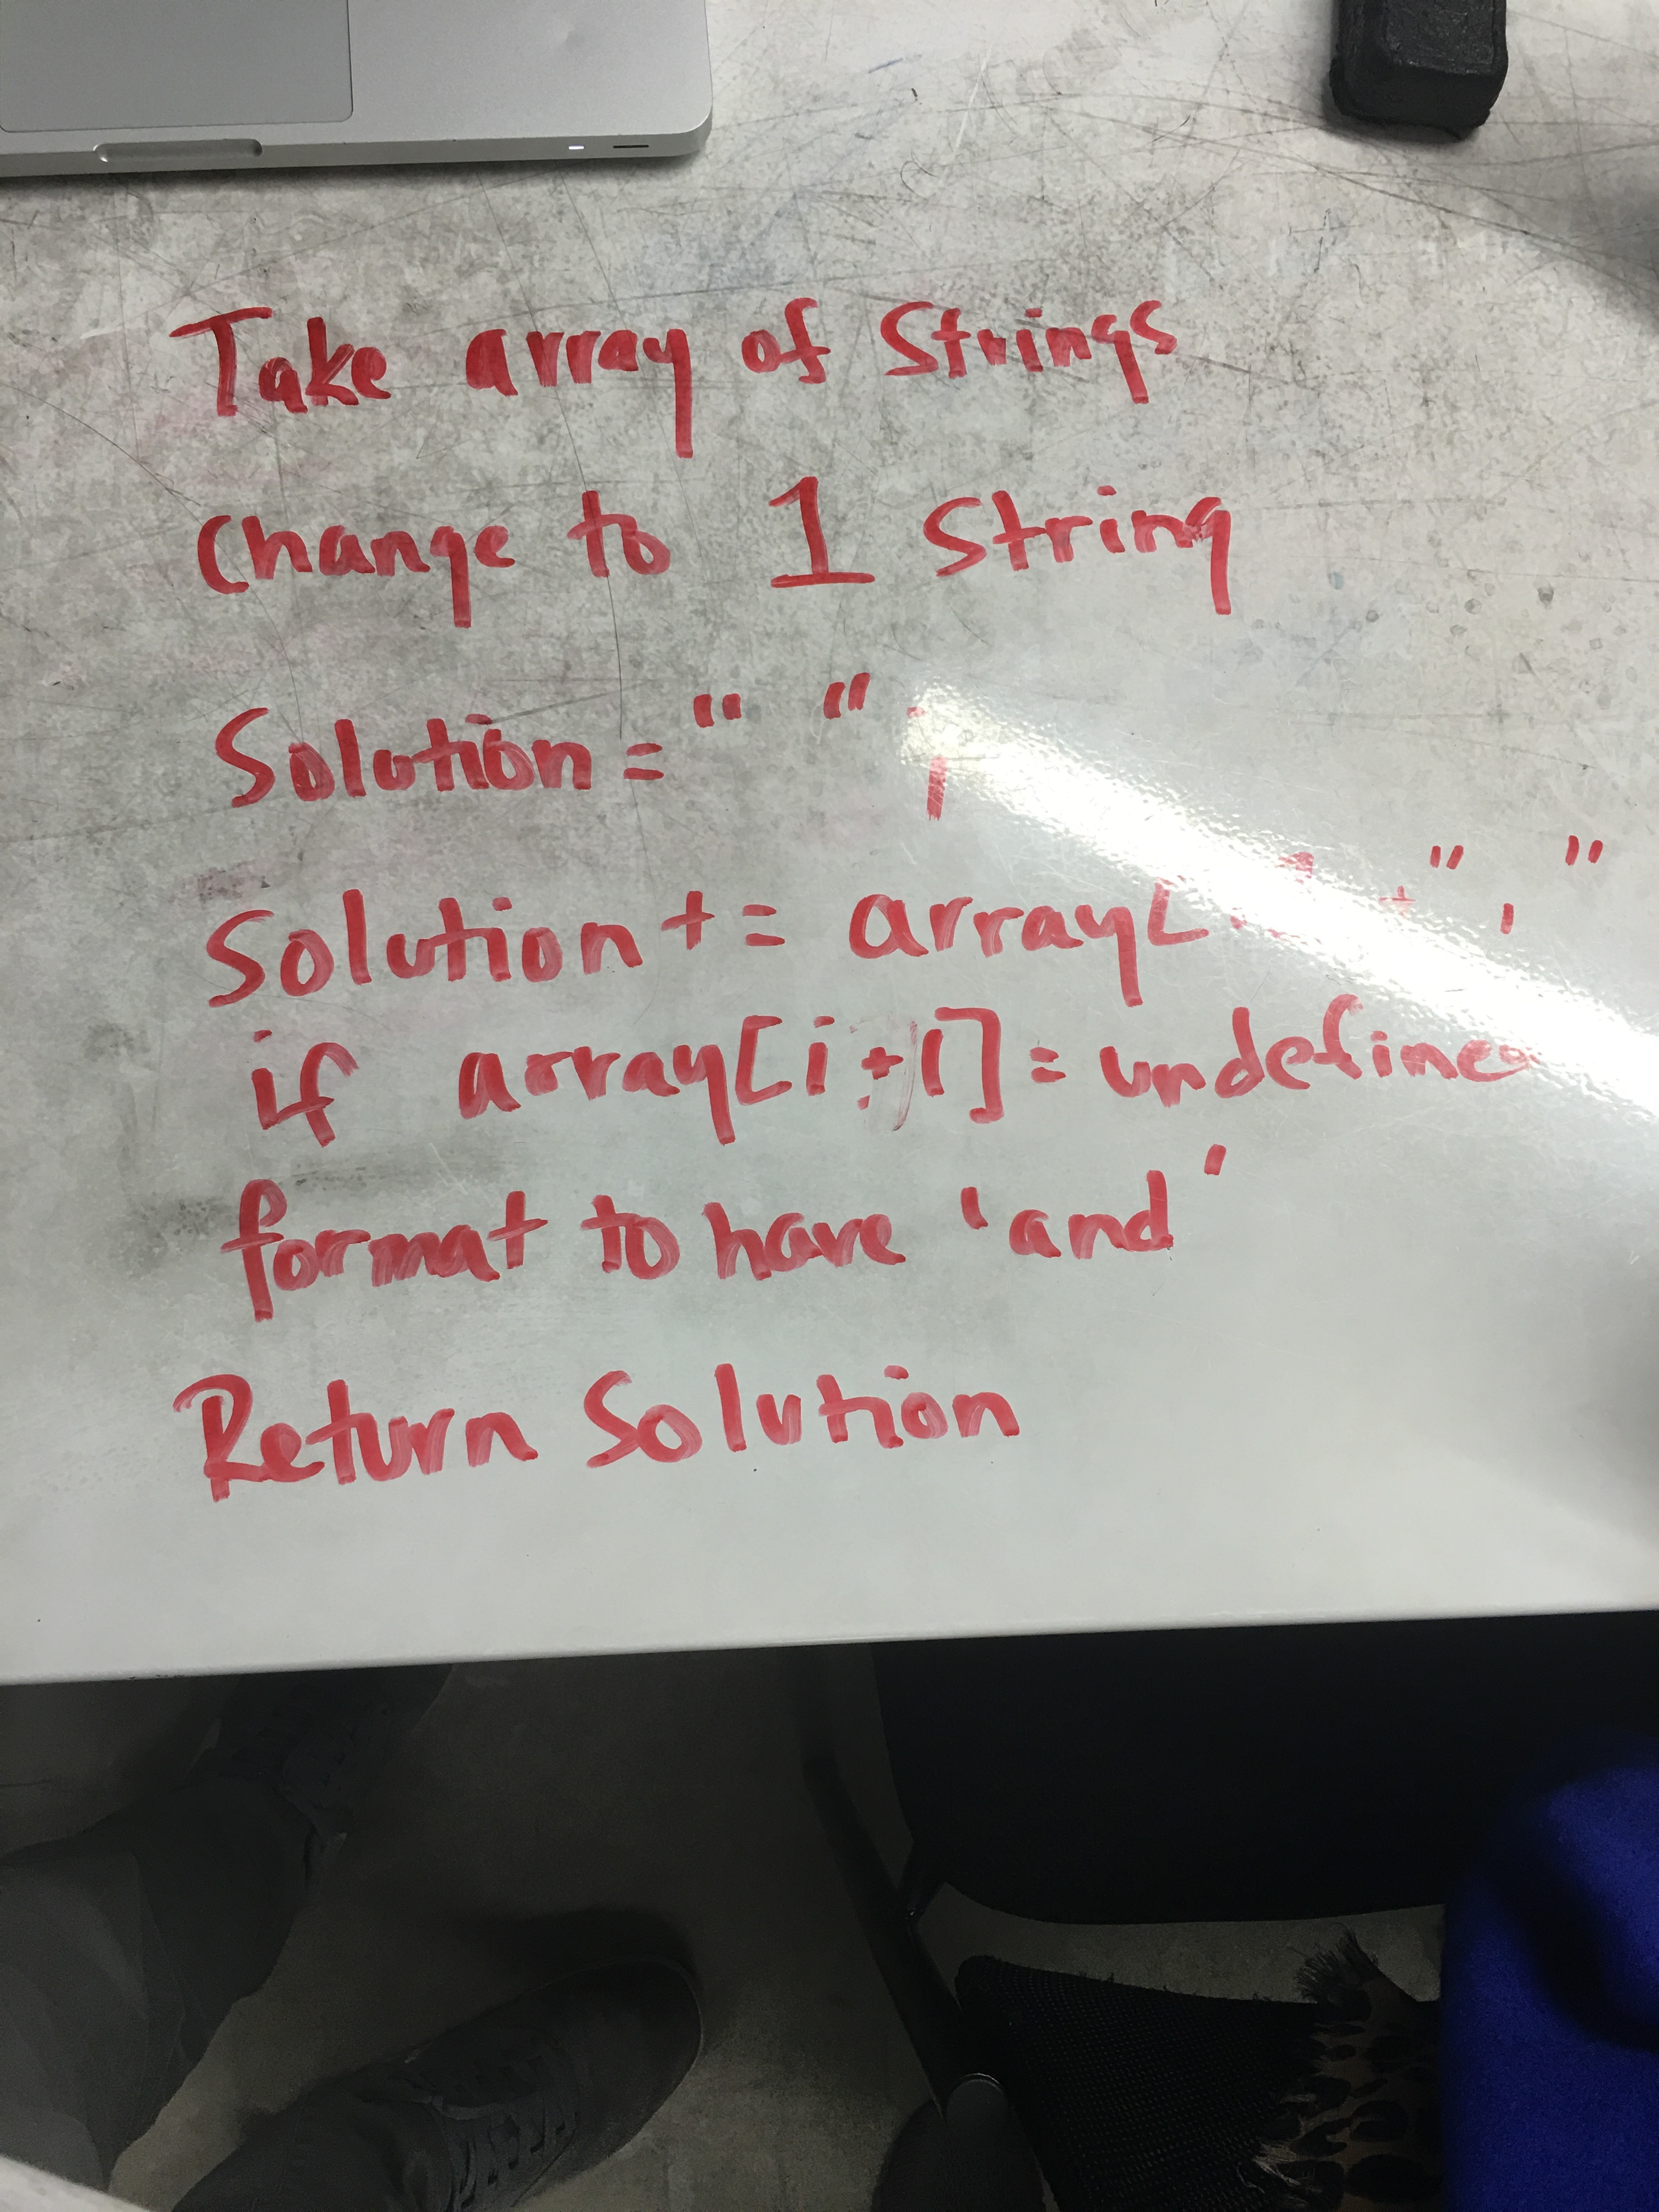 Take array of Strings
Change to 1 String
Solution = " " ;
Solution += array[i] + " , "
if array[i+1] = undefined
format to have 'and'
Return Solution